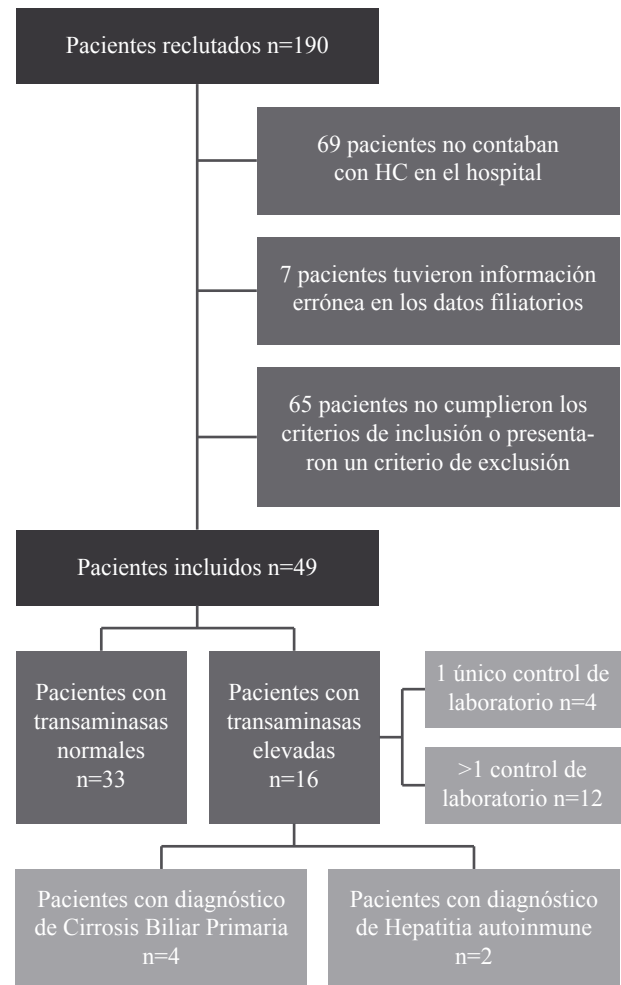 Pacientes reclutados n=190
69 pacientes no contaban
con HC en el hospital
7 pacientes tuvieron información
errónea en los datos filiatorios
65 pacientes no cumplieron los
criterios de inclusión o presenta-
ron un criterio de exclusión
Pacientes incluidos n=49
Pacientes con
transaminasas
normales
n=33
Pacientes con
transaminasas
elevadas
n=16
1 único control de
laboratorio n=4
>1 control de
laboratorio n=12
Pacientes con diagnóstico
de Cirrosis Biliar Primaria
n=4
Pacientes con diagnóstico
de Hepatitia autoinmune
n=2